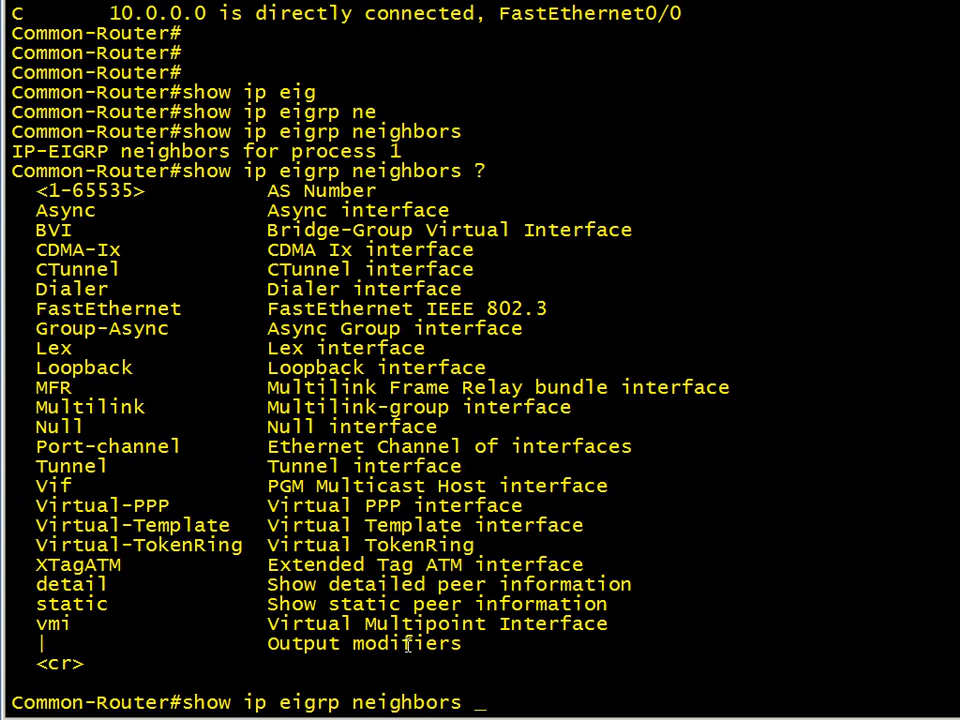 C       10.0.0.0 is directly connected, FastEthernet0/0
Common-Router#
Common-Router#
Common-Router#
Common-Router#show ip eig
Common-Router#show ip eigrp ne
Common-Router#show ip eigrp neighbors
IP-EIGRP neighbors for process 1
Common-Router#show ip eigrp neighbors ?
  <1-65535>          AS Number
  Async              Async interface
  BVI                Bridge-Group Virtual Interface
  CDMA-Ix            CDMA Ix interface
  CTunnel            CTunnel interface
  Dialer             Dialer interface
  FastEthernet       FastEthernet IEEE 802.3
  Group-Async        Async Group interface
  Lex                Lex interface
  Loopback           Loopback interface
  MFR                Multilink Frame Relay bundle interface
  Multilink          Multilink-group interface
  Null               Null interface
  Port-channel       Ethernet Channel of interfaces
  Tunnel             Tunnel interface
  Vif                PGM Multicast Host interface
  Virtual-PPP        Virtual PPP interface
  Virtual-Template   Virtual Template interface
  Virtual-TokenRing  Virtual TokenRing
  XTagATM            Extended Tag ATM interface
  detail             Show detailed peer information
  static             Show static peer information
  vmi                Virtual Multipoint Interface
  |                  Output modifiers
  <cr>
Common-Router#show ip eigrp neighbors _